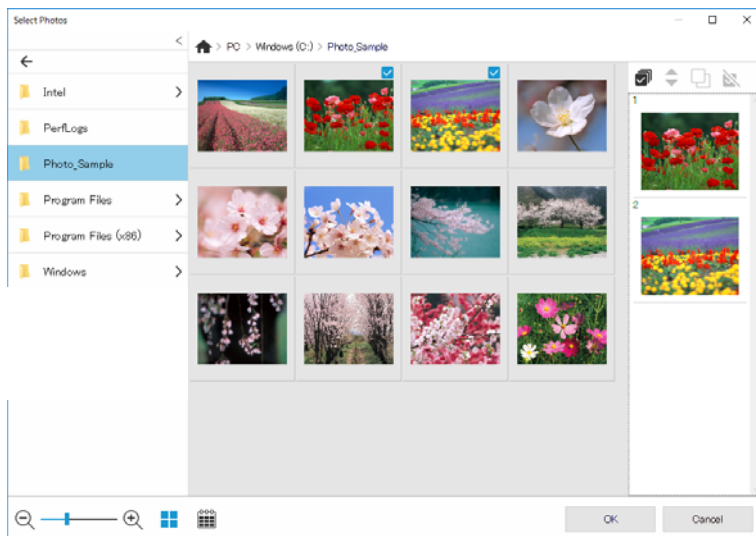 Select Photos
PC > Windows (C:) > Photo_Sample
Intel
PerfLogs
Photo_Sample
Program Files
Program Files (x86)
Windows
1
2
OK
Cancel